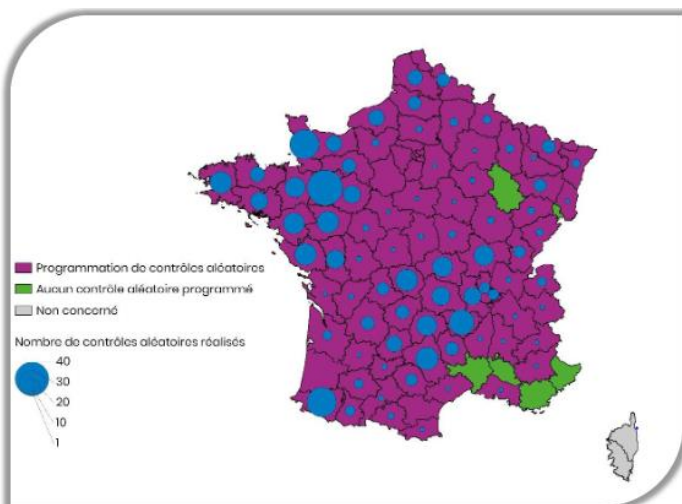 Programmation de contrôles aléatoires
Aucun contrôle aléatoire programmé
Non concerné
Nombre de contrôles aléatoires réalisés
40
30
20
10
1